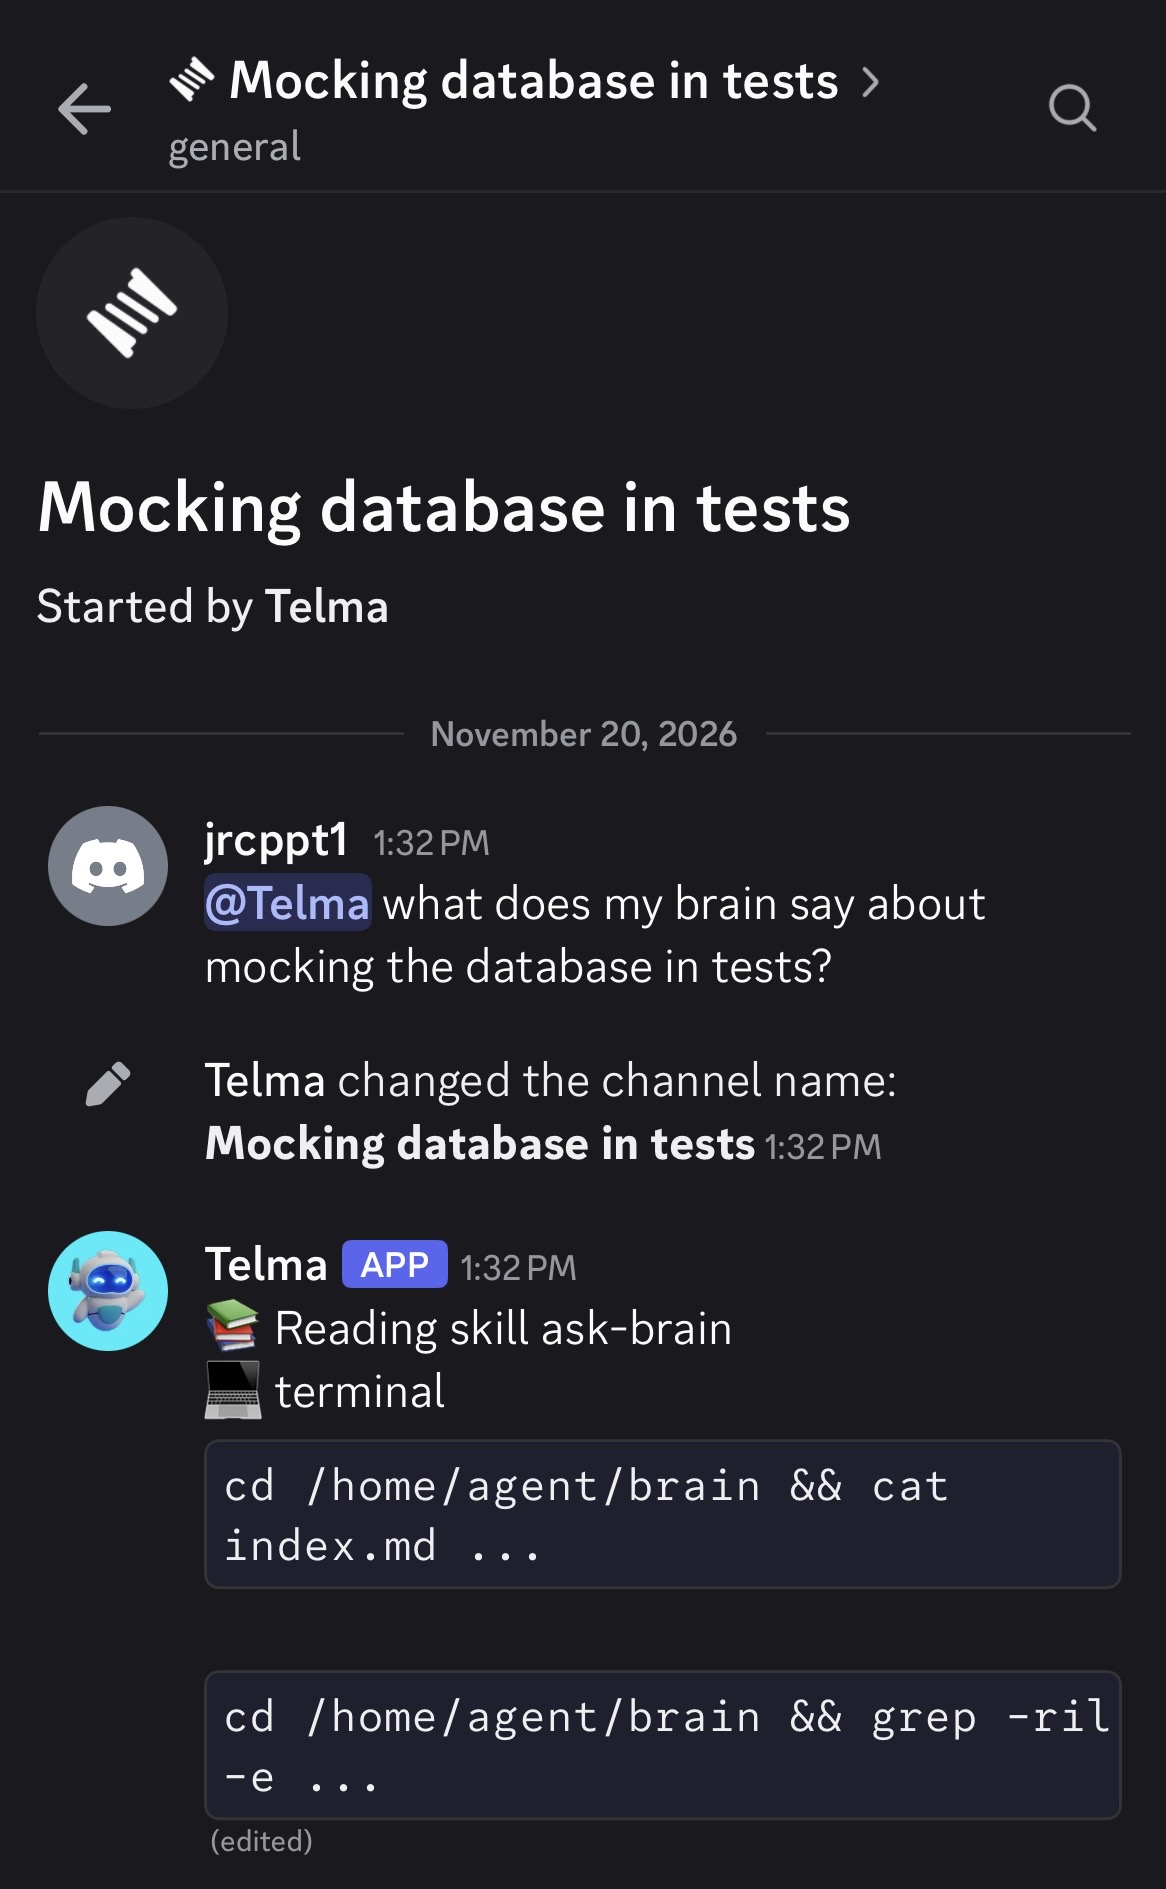 Mocking database in tests
general
Mocking database in tests
Started by Telma
November 20, 2026
jrcppt1 1:32 PM
@Telma what does my brain say about
mocking the database in tests?
Telma changed the channel name:
Mocking database in tests 1:32 PM
Telma APP 1:32 PM
Reading skill ask-brain
terminal
cd /home/agent/brain && cat
index.md ...
cd /home/agent/brain && grep -ril
-e ...
(edited)